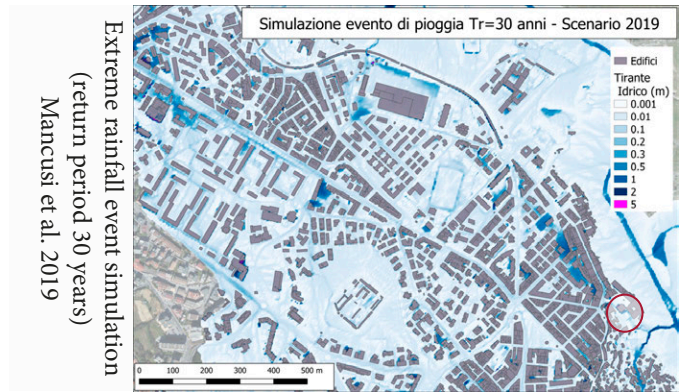 Extreme rainfall event simulation
(return period 30 years)
Mancusi et al. 2019
Simulazione evento di pioggia Tr=30 anni - Scenario 2019
Edifici
Tirante
Idrico (m)
0.001
0.01
0.1
0.2
0.3
0.5
1
2
5
0 100 200 300 400 500 m